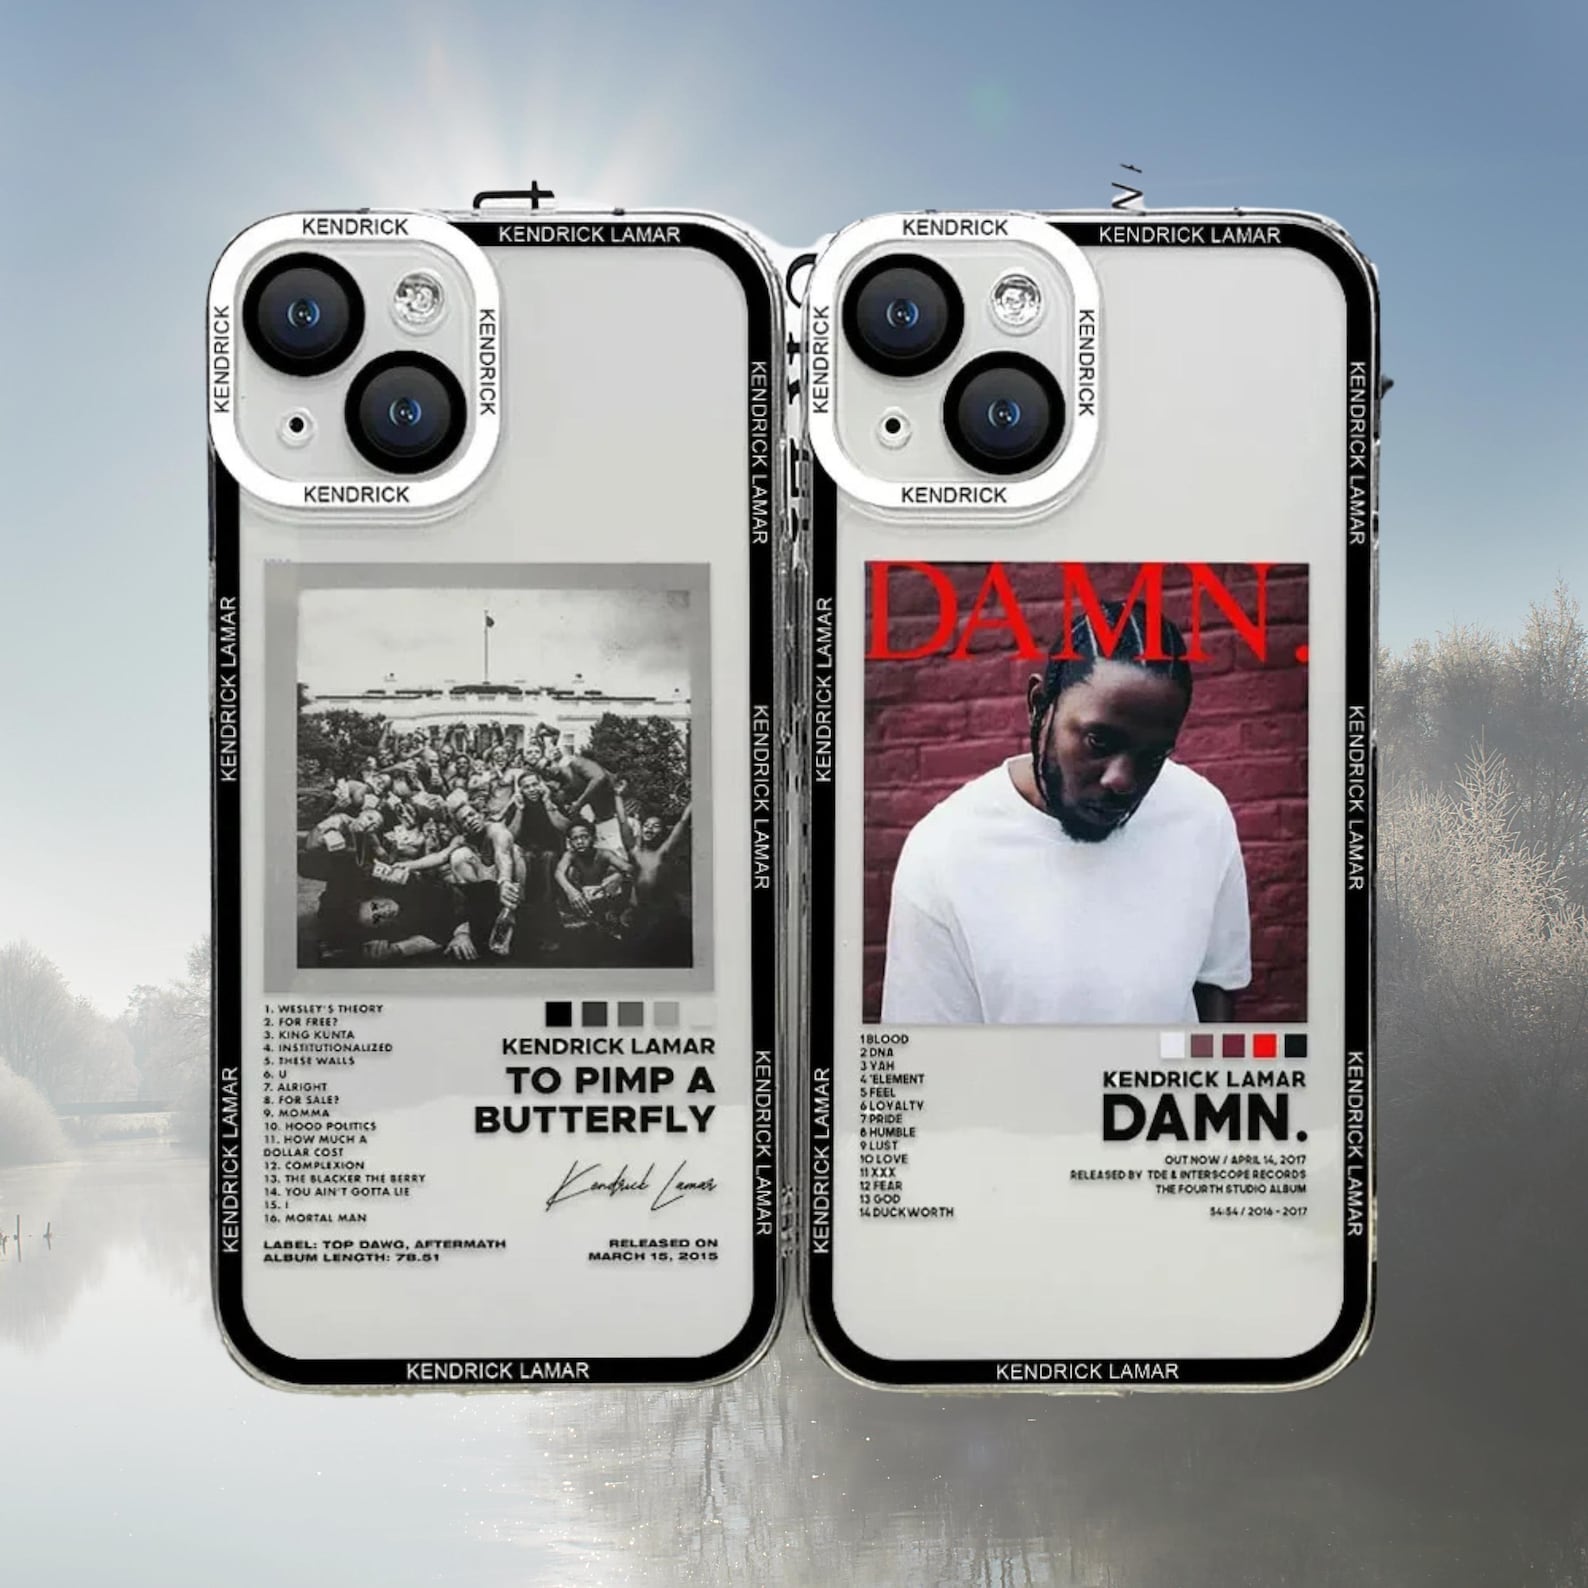 KENDRICK
KENDRICK LAMAR
KENDRICK
KENDRICK
KENDRICK
KENDRICK LAMAR
KENDRICK LAMAR
KENDRICK LAMAR
KENDRICK LAMAR
KENDRICK LAMAR
1. WESLEY'S THEORY
2. FOR FREE?
3. KING KUNTA
4. INSTITUTIONALIZED
5. THESE WALLS
6. U
7. ALRIGHT
8. FOR SALE?
9. MOMMA
10. HOOD POLITICS
11. HOW MUCH A
DOLLAR COST
12. COMPLEXION
13. THE BLACKER THE BERRY
14. YOU AIN'T GOTTA LIE
15. I
16. MORTAL MAN
KENDRICK LAMAR
TO PIMP A
BUTTERFLY
Kendrick Lamar
LABEL: TOP DAWG, AFTERMATH
ALBUM LENGTH: 78.51
RELEASED ON
MARCH 15, 2015
KENDRICK LAMAR
KENDRICK
KENDRICK LAMAR
KENDRICK
KENDRICK
KENDRICK
KENDRICK LAMAR
KENDRICK LAMAR
KENDRICK LAMAR
KENDRICK LAMAR
KENDRICK LAMAR
DAMN.
1 BLOOD
2 DNA
3 YAH
4 'ELEMENT
5 FEEL
6 LOYALTY
7 PRIDE
8 HUMBLE
9 LUST
10 LOVE
11 XXX
12 FEAR
13 GOD
14 DUCKWORTH
KENDRICK LAMAR
DAMN.
OUT NOW / APRIL 14, 2017
RELEASED BY TDE & INTERSCOPE RECORDS
THE FOURTH STUDIO ALBUM
54:54 / 2016 - 2017
KENDRICK LAMAR